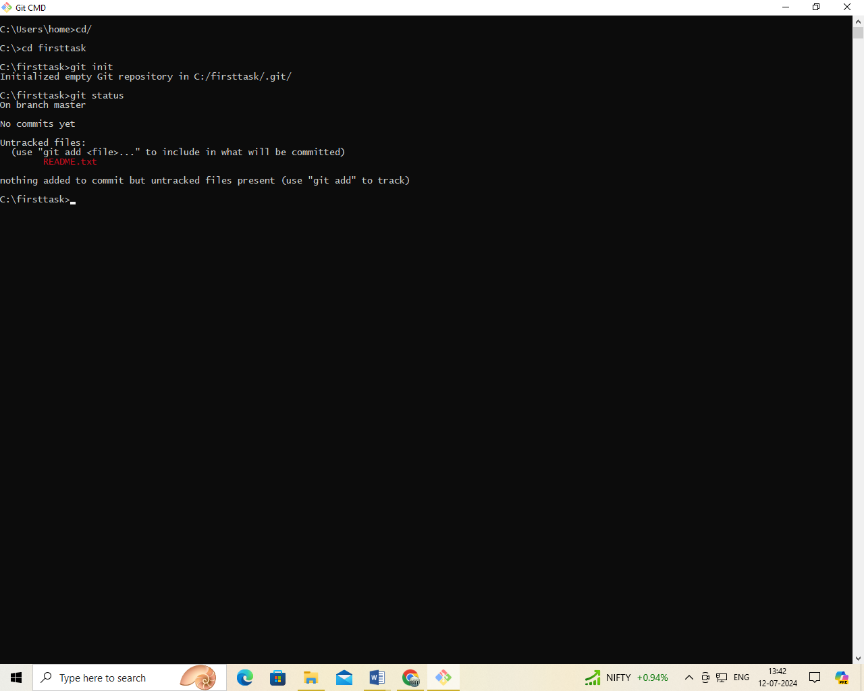 Git CMD
C:\Users\home>cd/
C:\>cd firsttask
C:\firsttask>git init
Initialized empty Git repository in C:/firsttask/.git/
C:\firsttask>git status
On branch master
No commits yet
Untracked files:
(use "git add <file>..." to include in what will be committed)
README.txt
nothing added to commit but untracked files present (use "git add" to track)
C:\firsttask>
Type here to search
NIFTY +0.94%
ENG
13:42
12-07-2024